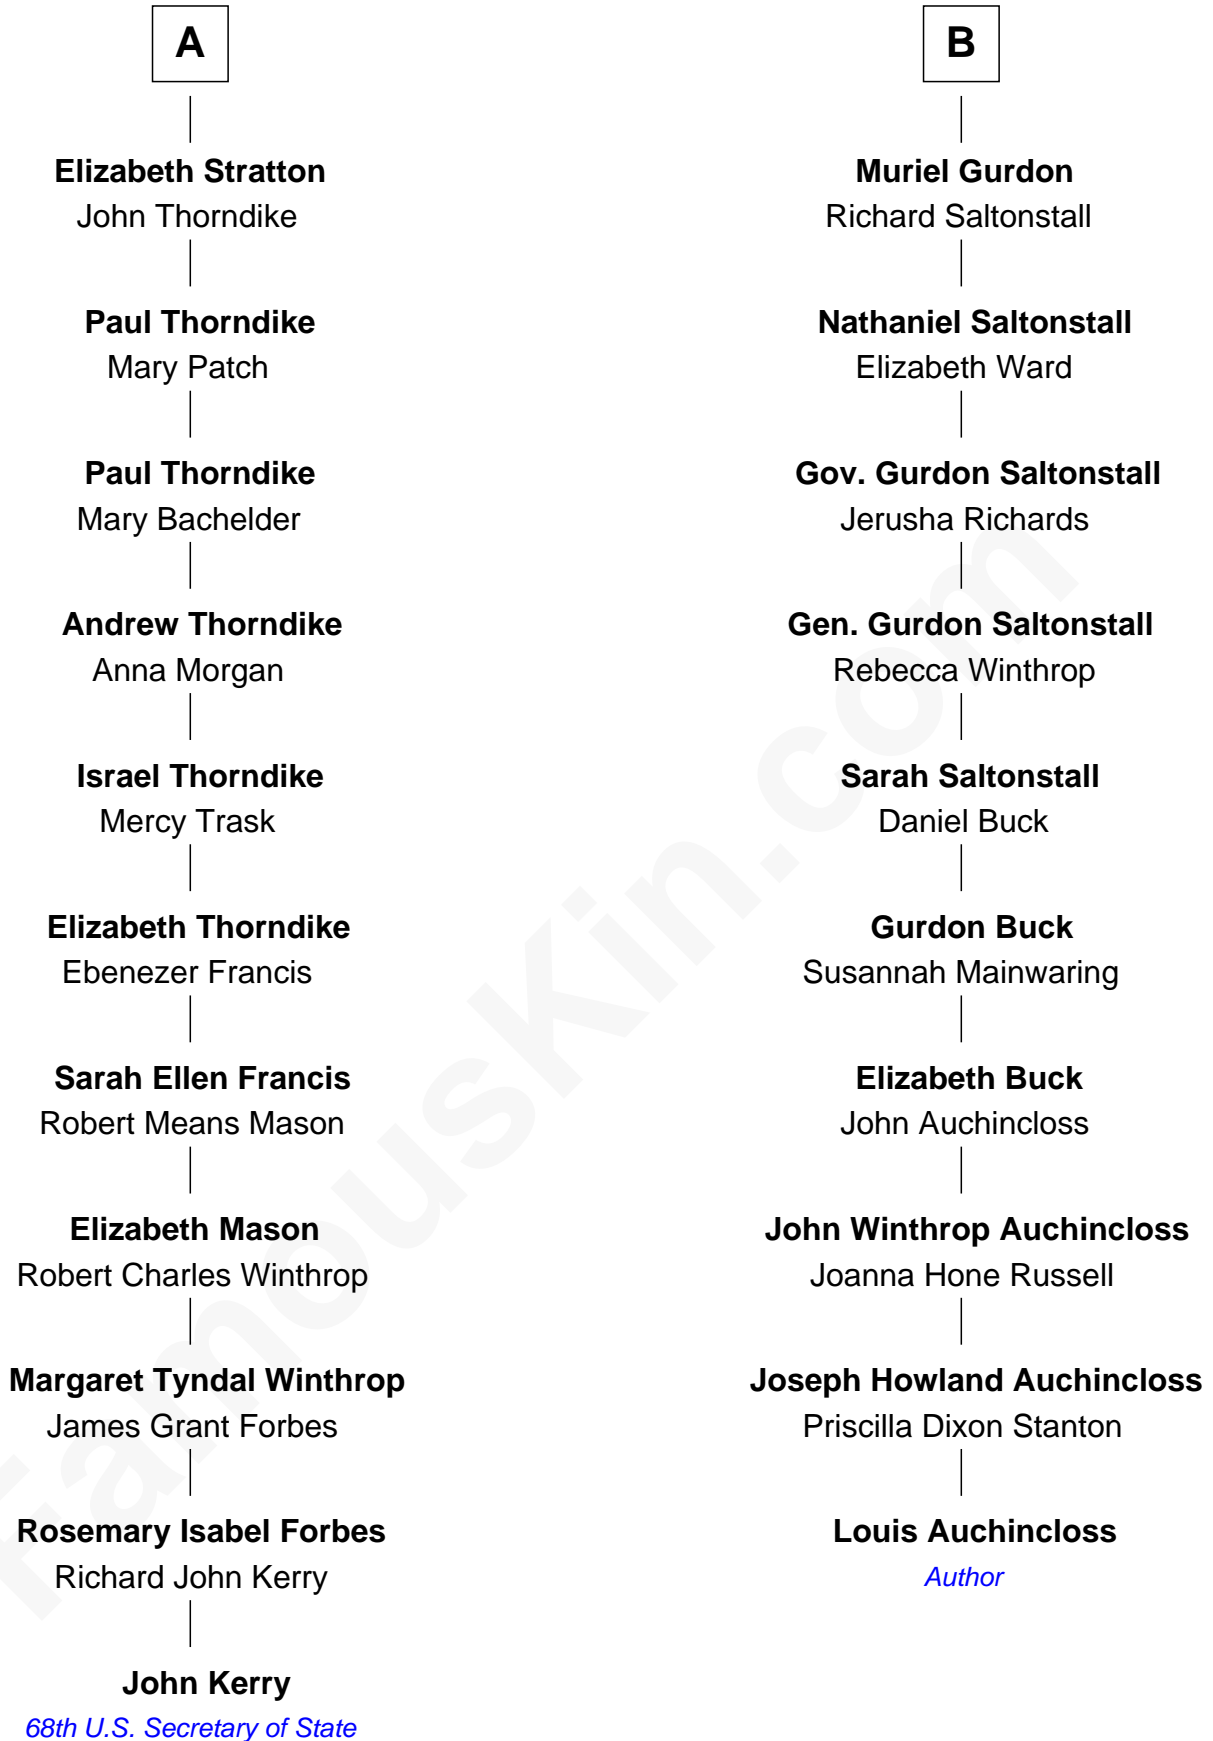 A
Elizabeth Stratton
John Thorndike
Paul Thorndike
Mary Patch
Paul Thorndike
Mary Bachelder
Andrew Thorndike
Anna Morgan
Israel Thorndike
Mercy Trask
Elizabeth Thorndike
Ebenezer Francis
Sarah Ellen Francis
Robert Means Mason
Elizabeth Mason
Robert Charles Winthrop
Margaret Tyndal Winthrop
James Grant Forbes
Rosemary Isabel Forbes
Richard John Kerry
John Kerry
68th U.S. Secretary of State
B
Muriel Gurdon
Richard Saltonstall
Nathaniel Saltonstall
Elizabeth Ward
Gov. Gurdon Saltonstall
Jerusha Richards
Gen. Gurdon Saltonstall
Rebecca Winthrop
Sarah Saltonstall
Daniel Buck
Gurdon Buck
Susannah Mainwaring
Elizabeth Buck
John Auchincloss
John Winthrop Auchincloss
Joanna Hone Russell
Joseph Howland Auchincloss
Priscilla Dixon Stanton
Louis Auchincloss
Author
FamousKin.com